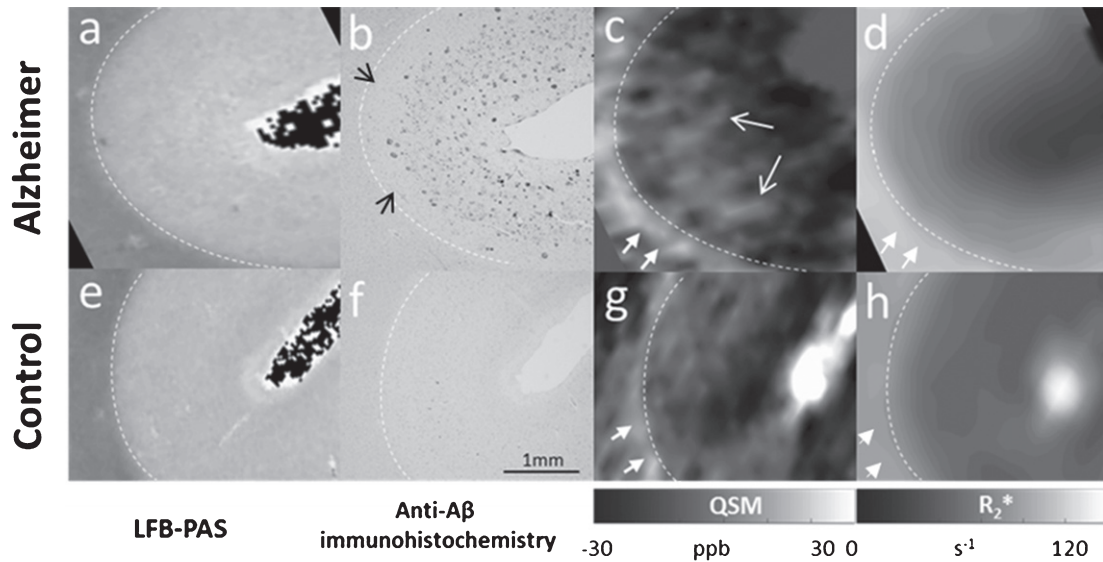 Alzheimer
a
b
c
d
Control
e
f
g
h
1mm
LFB-PAS
Anti-Aβ
immunohistochemistry
QSM
R₂*
-30 ppb 30 0 s⁻¹ 120